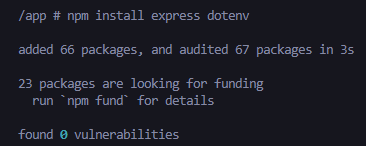 /app # npm install express dotenv
added 66 packages, and audited 67 packages in 3s
23 packages are looking for funding
run `npm fund` for details
found 0 vulnerabilities